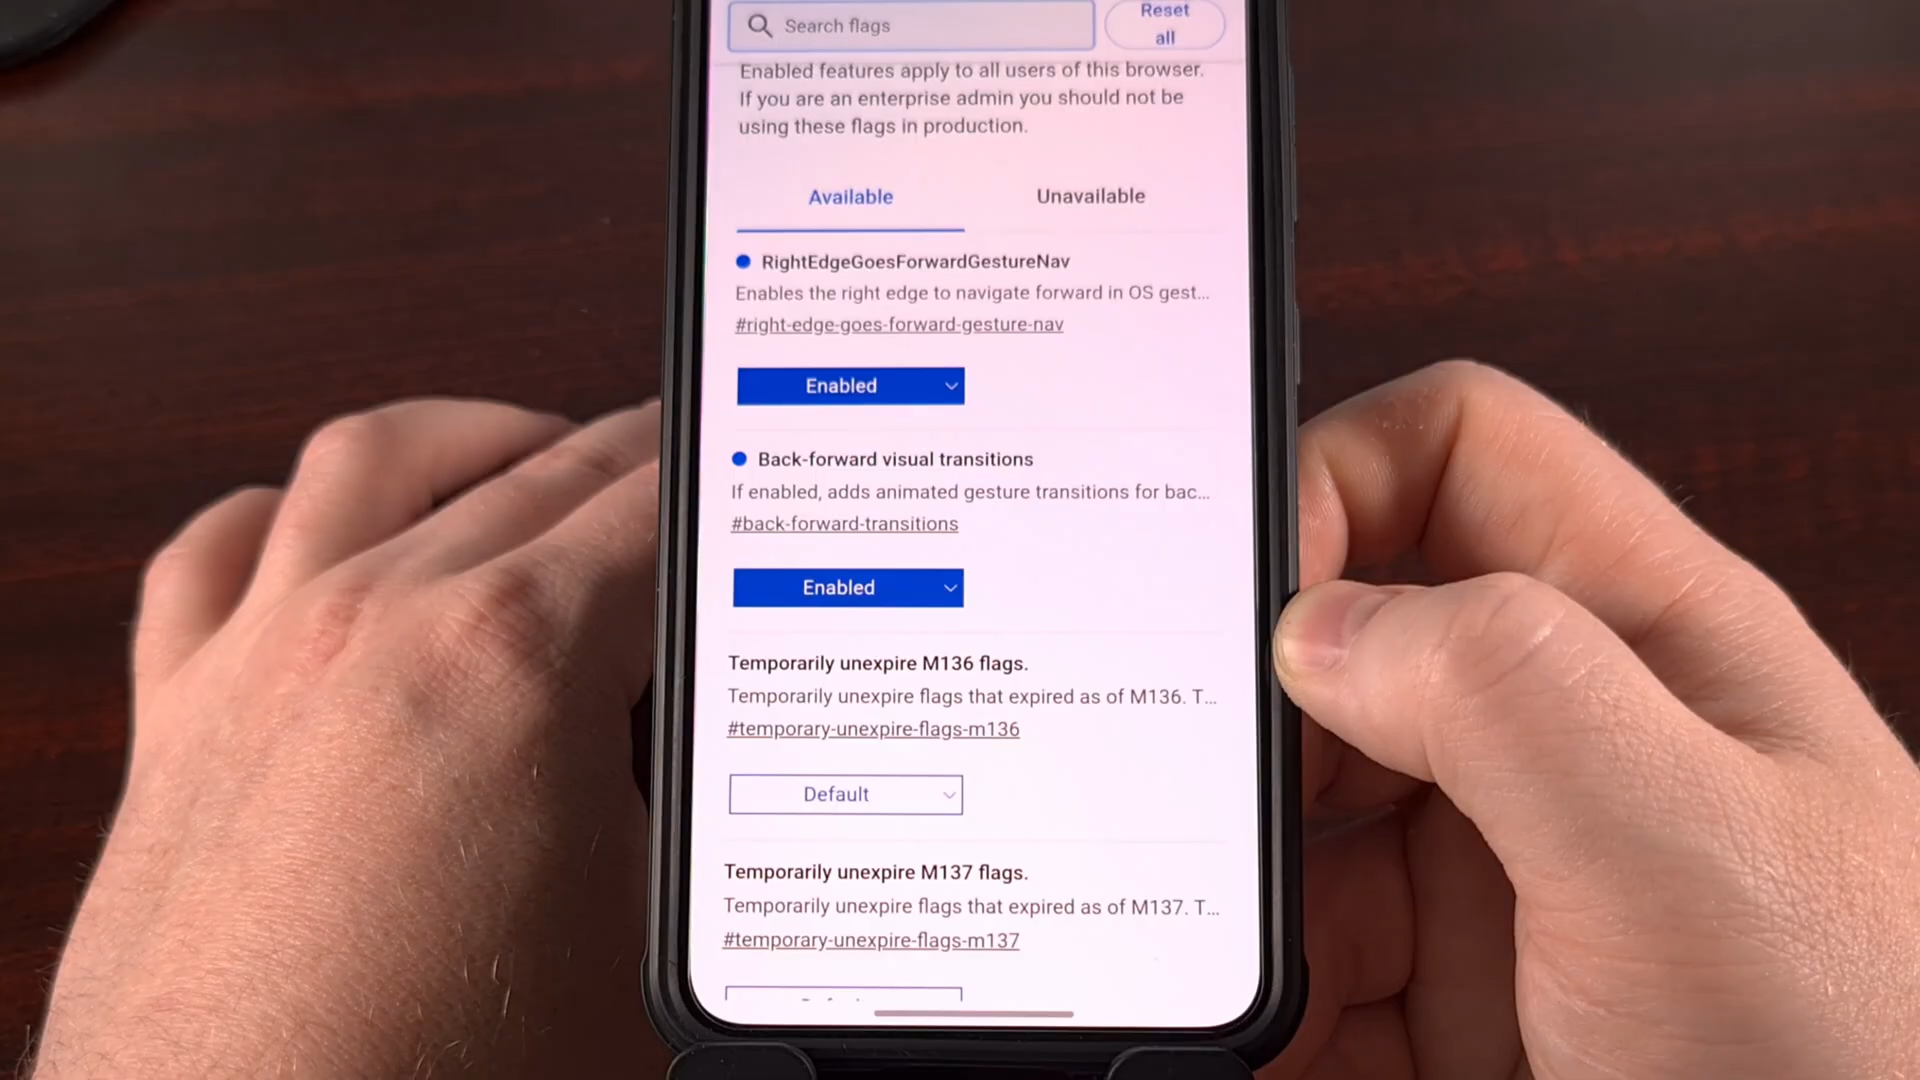 Search flags
Reset
all
Enabled features apply to all users of this browser.
If you are an enterprise admin you should not be
using these flags in production.
Available
Unavailable
RightEdgeGoesForwardGestureNav
Enables the right edge to navigate forward in OS gest...
#right-edge-goes-forward-gesture-nav
Enabled
Back-forward visual transitions
If enabled, adds animated gesture transitions for bac...
#back-forward-transitions
Enabled
Temporarily unexpire M136 flags.
Temporarily unexpire flags that expired as of M136. T...
#temporary-unexpire-flags-m136
Default
Temporarily unexpire M137 flags.
Temporarily unexpire flags that expired as of M137. T...
#temporary-unexpire-flags-m137